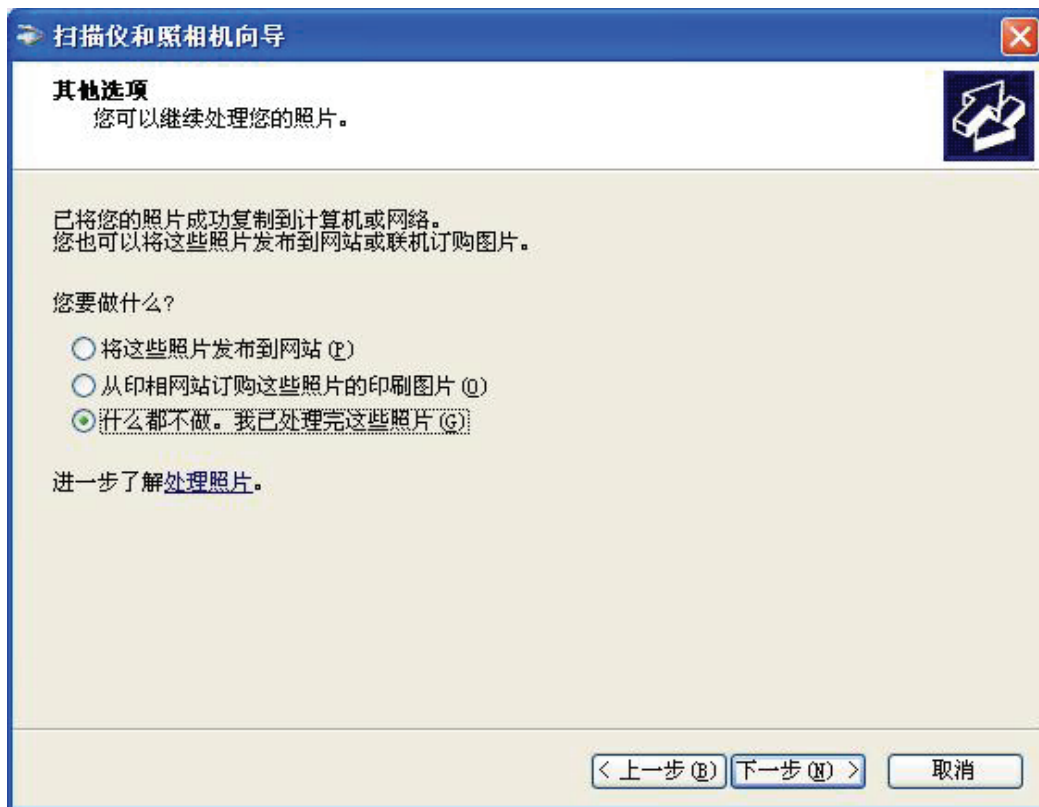 扫描仪和照相机向导
其他选项
您可以继续处理您的照片。
已将您的照片成功复制到计算机或网络。
您也可以将这些照片发布到网站或联机订购图片。
您要做什么?
将这些照片发布到网站(P)
从印相网站订购这些照片的印刷图片(O)
什么都不做。我已处理完这些照片(G)
进一步了解处理照片。
< 上一步(B) 下一步(N) > 取消